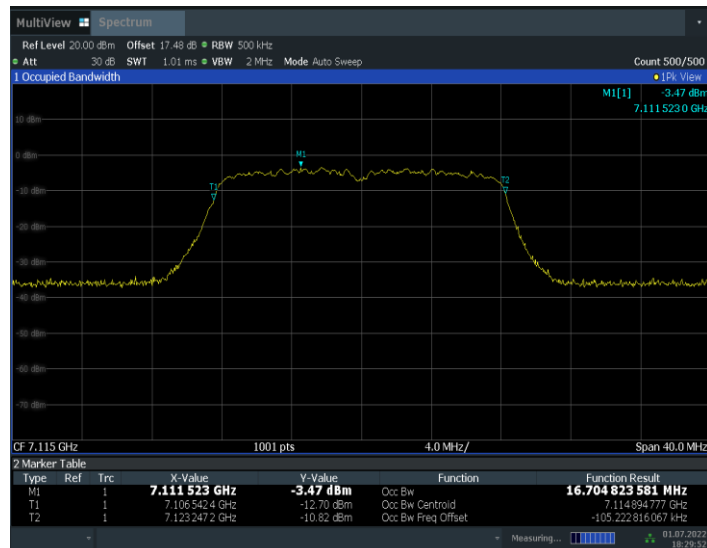 MultiView Spectrum
Ref Level 20.00 dBm Offset 17.48 dB RBW 500 kHz
Att 30 dB SWT 1.01 ms VBW 2 MHz Mode Auto Sweep Count 500/500
1 Occupied Bandwidth 1Pk View
M1[1] -3.47 dBm
7.1115230 GHz
10 dBm
0 dBm
M1
-10 dBm
T1 T2
-20 dBm
-30 dBm
-40 dBm
-50 dBm
-60 dBm
-70 dBm
CF 7.115 GHz 1001 pts 4.0 MHz/ Span 40.0 MHz
2 Marker Table
Type Ref Trc X-Value Y-Value Function Function Result
M1 1 7.111 523 GHz -3.47 dBm Occ Bw 16.704 823 581 MHz
T1 1 7.106 542 4 GHz -12.70 dBm Occ Bw Centroid 7.114 894 777 GHz
T2 1 7.123 247 2 GHz -10.82 dBm Occ Bw Freq Offset -105.222 816 067 kHz
Measuring... 01.07.2022
18:29:52